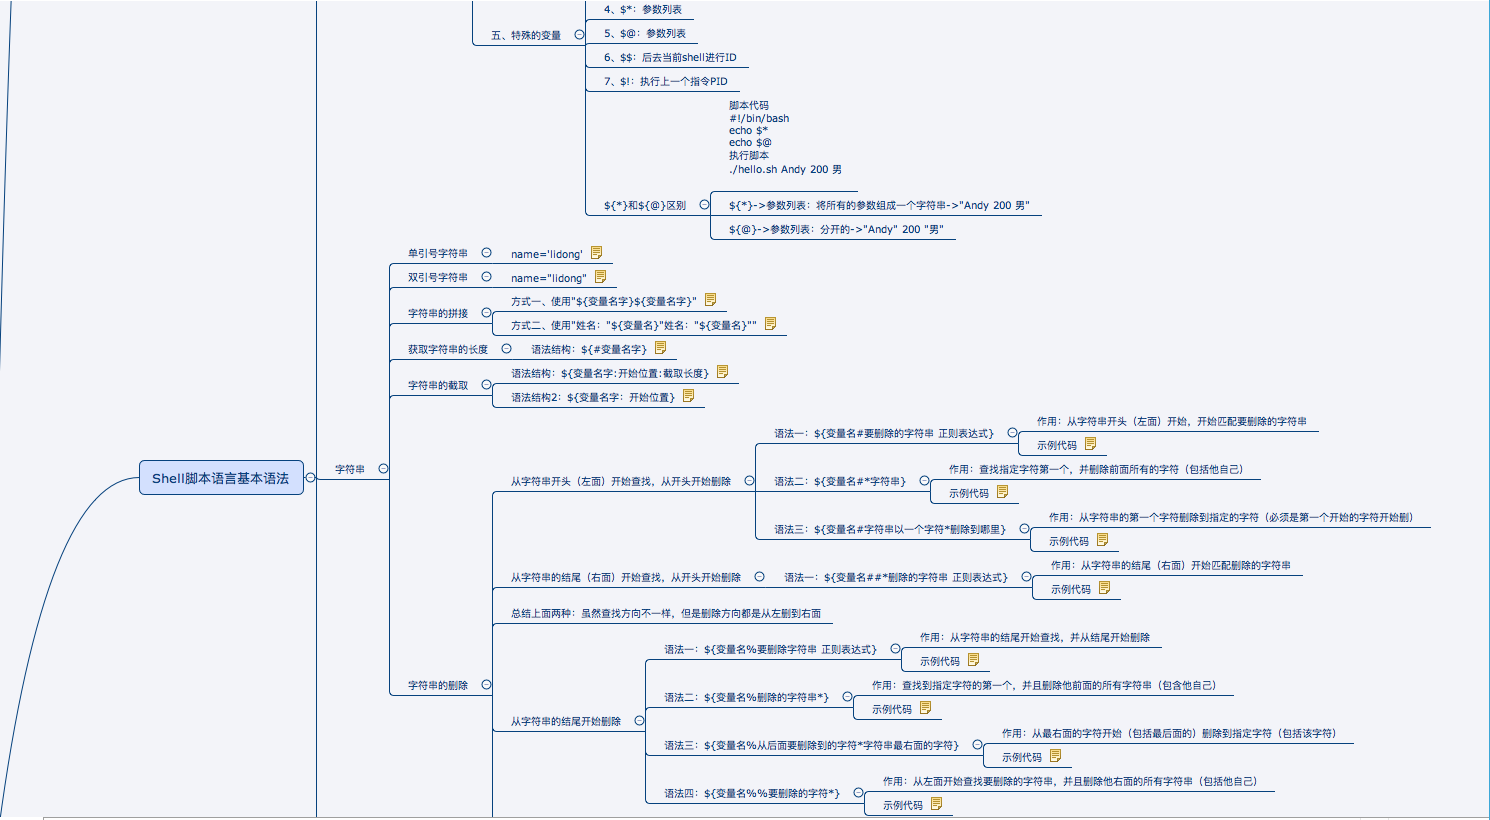 4、$*：参数列表
五、特殊的变量
5、$@：参数列表
6、$$：后去当前shell进行ID
7、$!：执行上一个指令PID
脚本代码
#!/bin/bash
echo $*
echo $@
执行脚本
./hello.sh Andy 200 男
${*}和${@}区别
${*}->参数列表：将所有的参数组成一个字符串->"Andy 200 男"
${@}->参数列表：分开的->"Andy" 200 "男"
Shell脚本语言基本语法
字符串
单引号字符串
name='lidong'
双引号字符串
name="lidong"
字符串的拼接
方式一、使用"${变量名字}${变量名字}"
方式二、使用"姓名："${变量名}"姓名："${变量名}""
获取字符串的长度
语法结构：${#变量名字}
字符串的截取
语法结构：${变量名字:开始位置:截取长度}
语法结构2：${变量名字：开始位置}
字符串的删除
从字符串开头（左面）开始查找，从开头开始删除
语法一：${变量名#要删除的字符串 正则表达式}
作用：从字符串开头（左面）开始，开始匹配要删除的字符串
示例代码
语法二：${变量名#*字符串}
作用：查找指定字符第一个，并删除前面所有的字符（包括他自己）
示例代码
语法三：${变量名#字符串以一个字符*删除到哪里}
作用：从字符串的第一个字符删除到指定的字符（必须是第一个开始的字符开始删）
示例代码
从字符串的结尾（右面）开始查找，从开头开始删除
语法一：${变量名##*删除的字符串 正则表达式}
作用：从字符串的结尾（右面）开始匹配删除的字符串
示例代码
总结上面两种：虽然查找方向不一样，但是删除方向都是从左删到右面
从字符串的结尾开始删除
语法一：${变量名%要删除字符串 正则表达式}
作用：从字符串的结尾开始查找，并从结尾开始删除
示例代码
语法二：${变量名%删除的字符串*}
作用：查找到指定字符的第一个，并且删除他前面的所有字符串（包含他自己）
示例代码
语法三：${变量名%从后面要删除到的字符*字符串最右面的字符}
作用：从最右面的字符开始（包括最后面的）删除到指定字符（包括该字符）
示例代码
语法四：${变量名%%要删除的字符*}
作用：从左面开始查找要删除的字符串，并且删除他右面的所有字符串（包括他自己）
示例代码